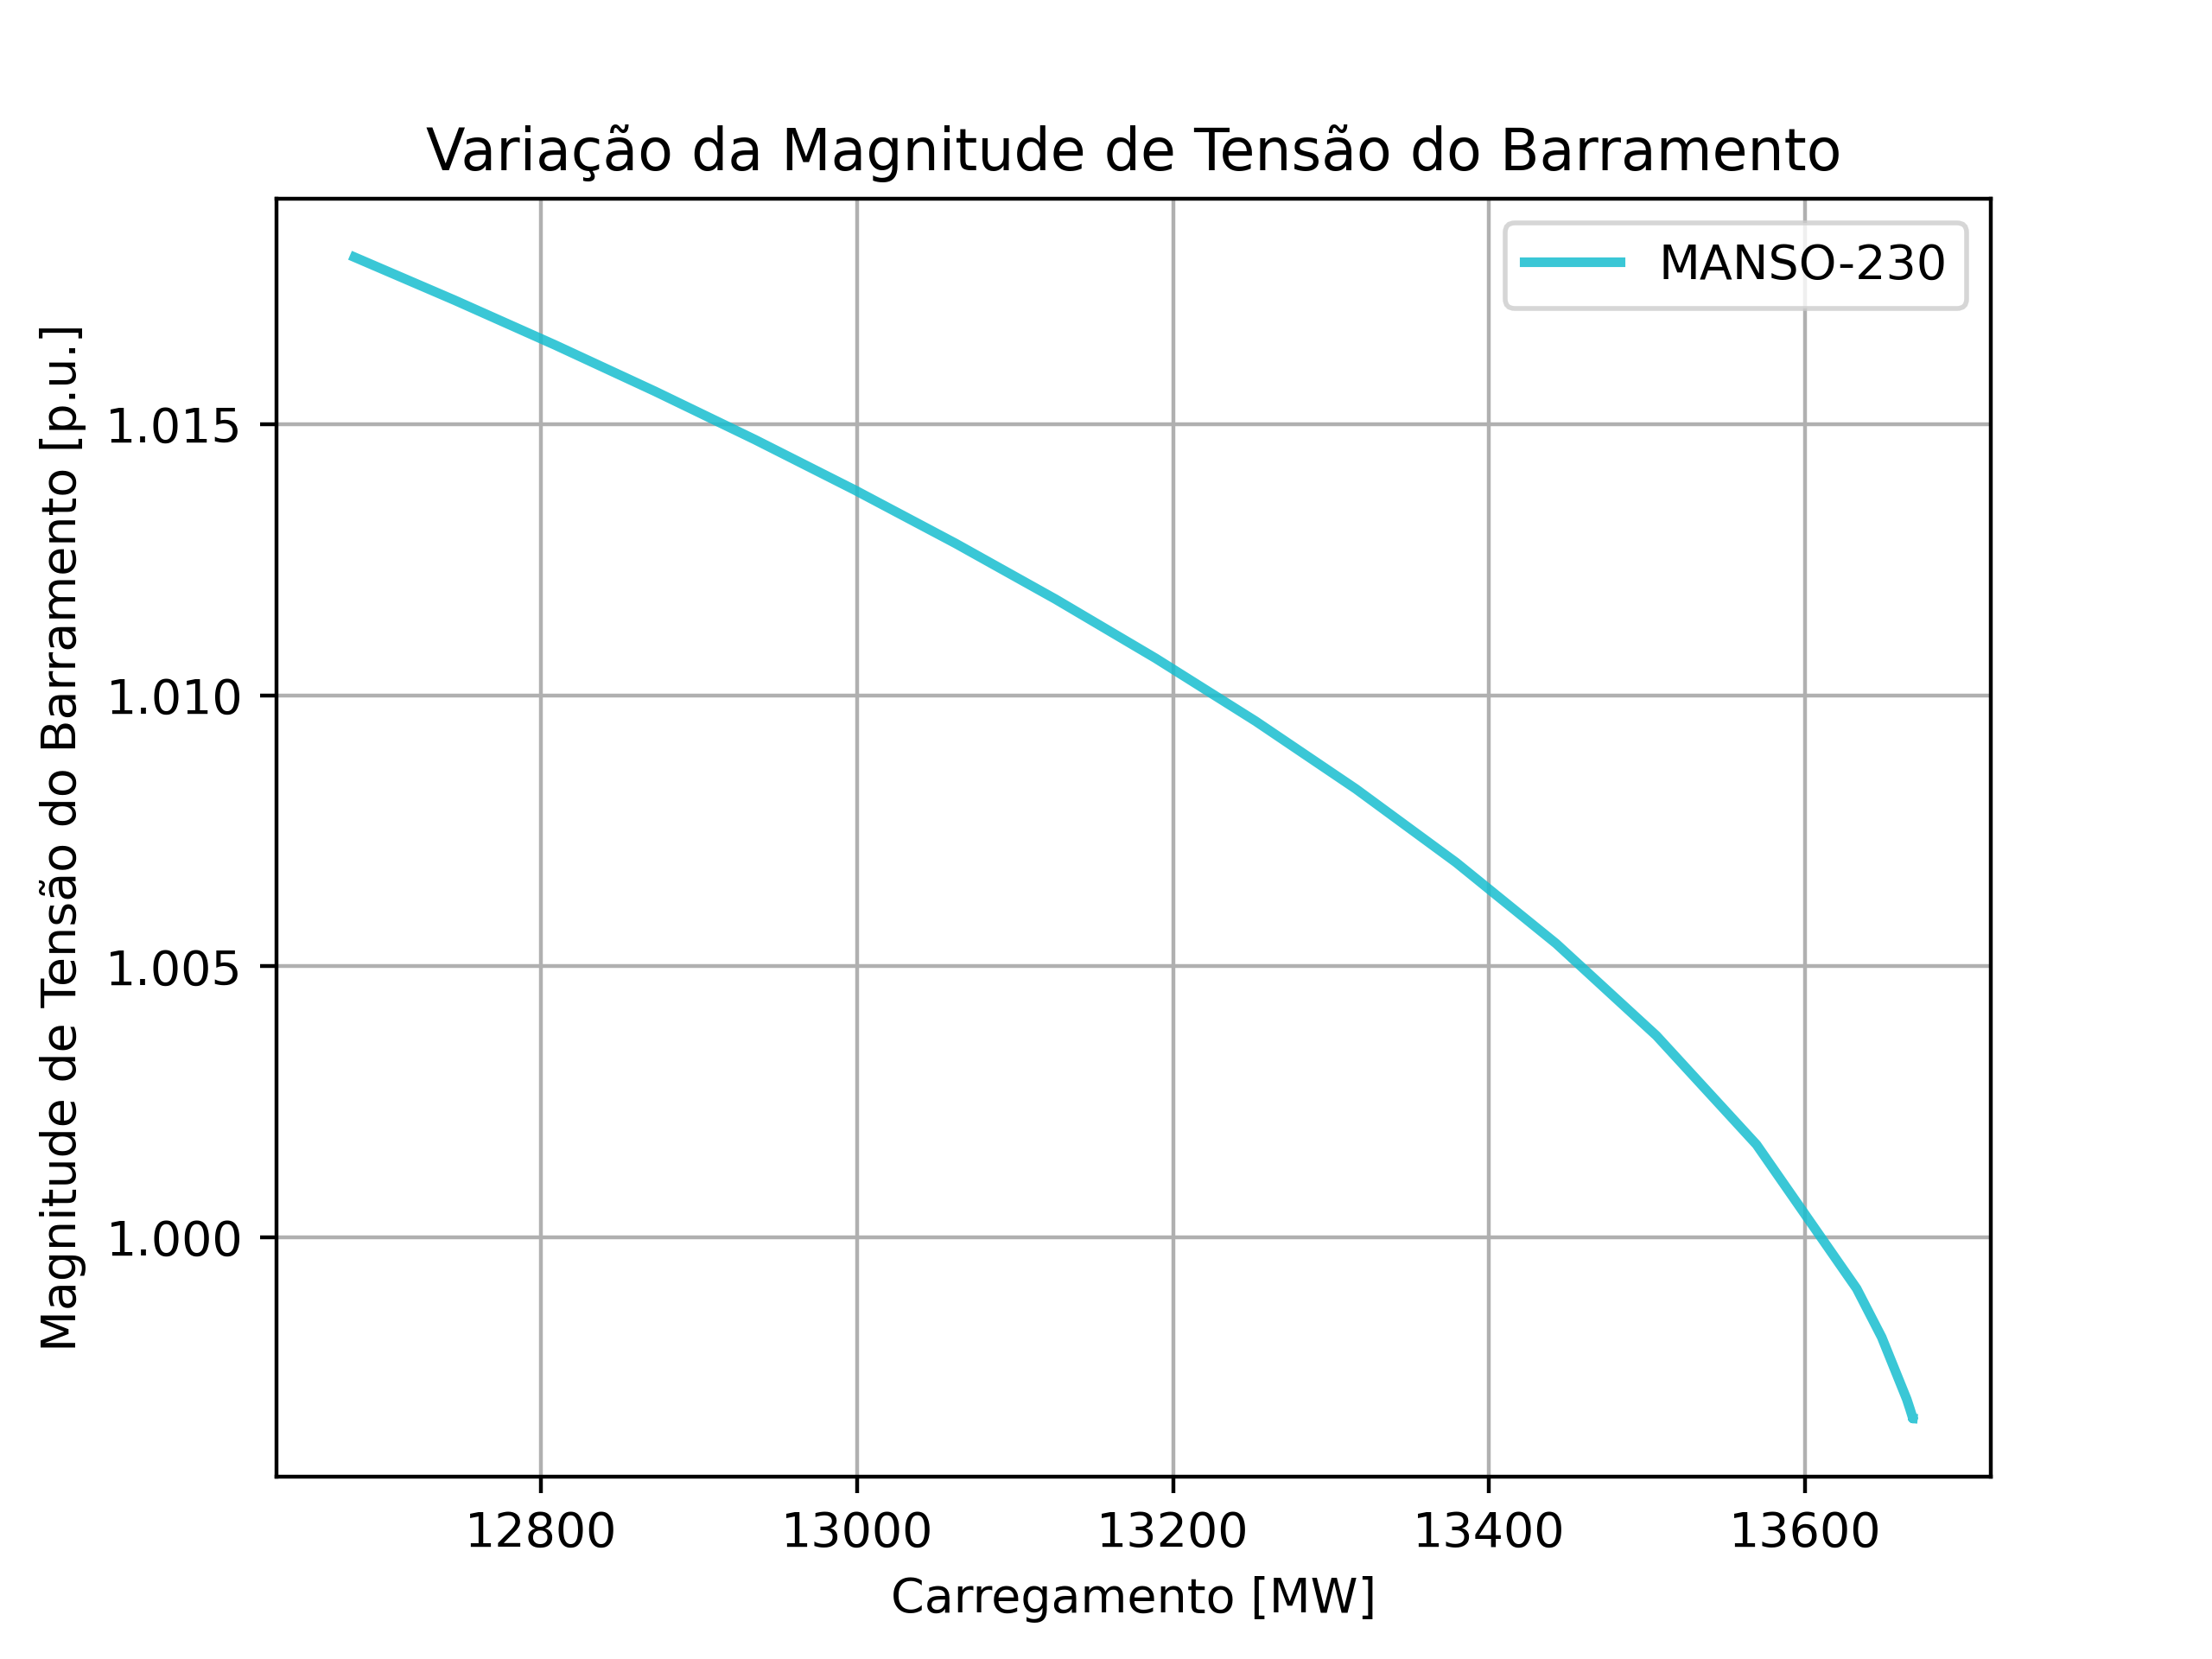 Variação da Magnitude de Tensão do Barramento
MANSO-230
Magnitude de Tensão do Barramento [p.u.]
1.015
1.010
1.005
1.000
12800 13000 13200 13400 13600
Carregamento [MW]